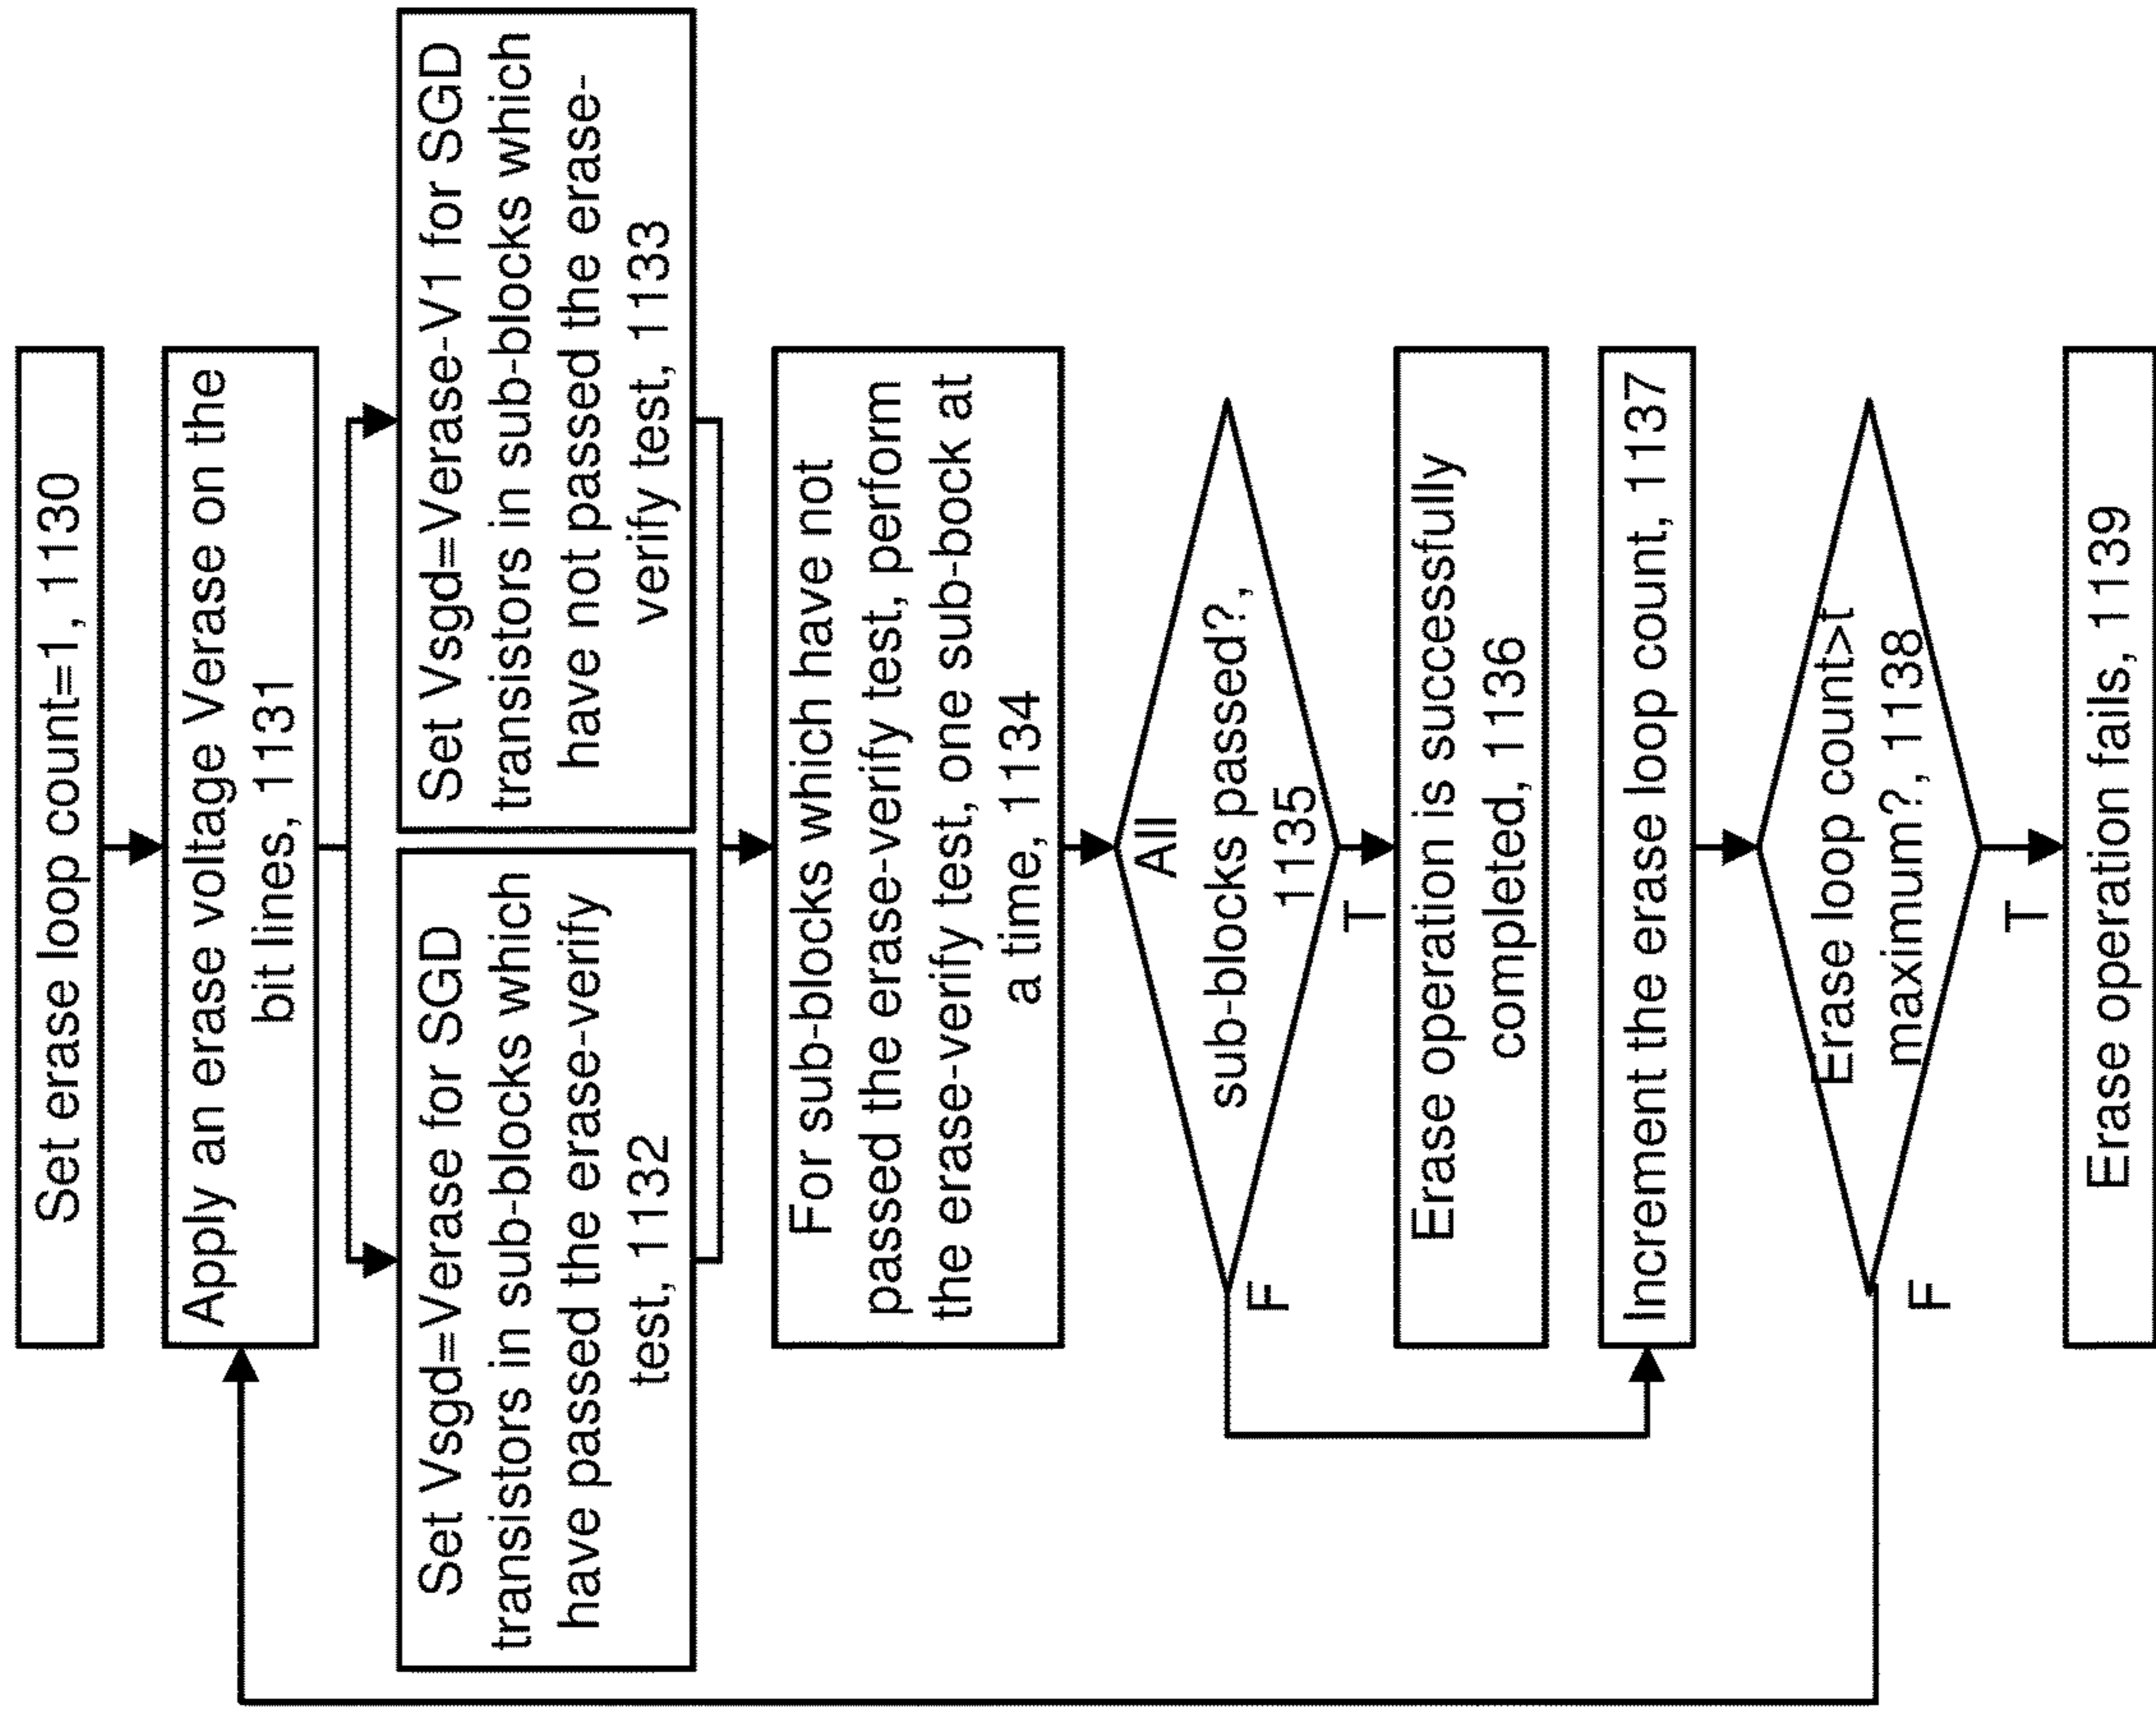 Set erase loop count=1, 1130
Apply an erase voltage Verase on the
bit lines, 1131
Set Vsgd=Verase for SGD
transistors in sub-blocks which
have passed the erase-verify
test, 1132
Set Vsgd=Verase-V1 for SGD
transistors in sub-blocks which
have not passed the erase-
verify test, 1133
For sub-blocks which have not
passed the erase-verify test, perform
the erase-verify test, one sub-bock at
a time, 1134
All
sub-blocks passed?,
1135
F
T
Erase operation is successfully
completed, 1136
Increment the erase loop count, 1137
Erase loop count>t
maximum?, 1138
F
T
Erase operation fails, 1139